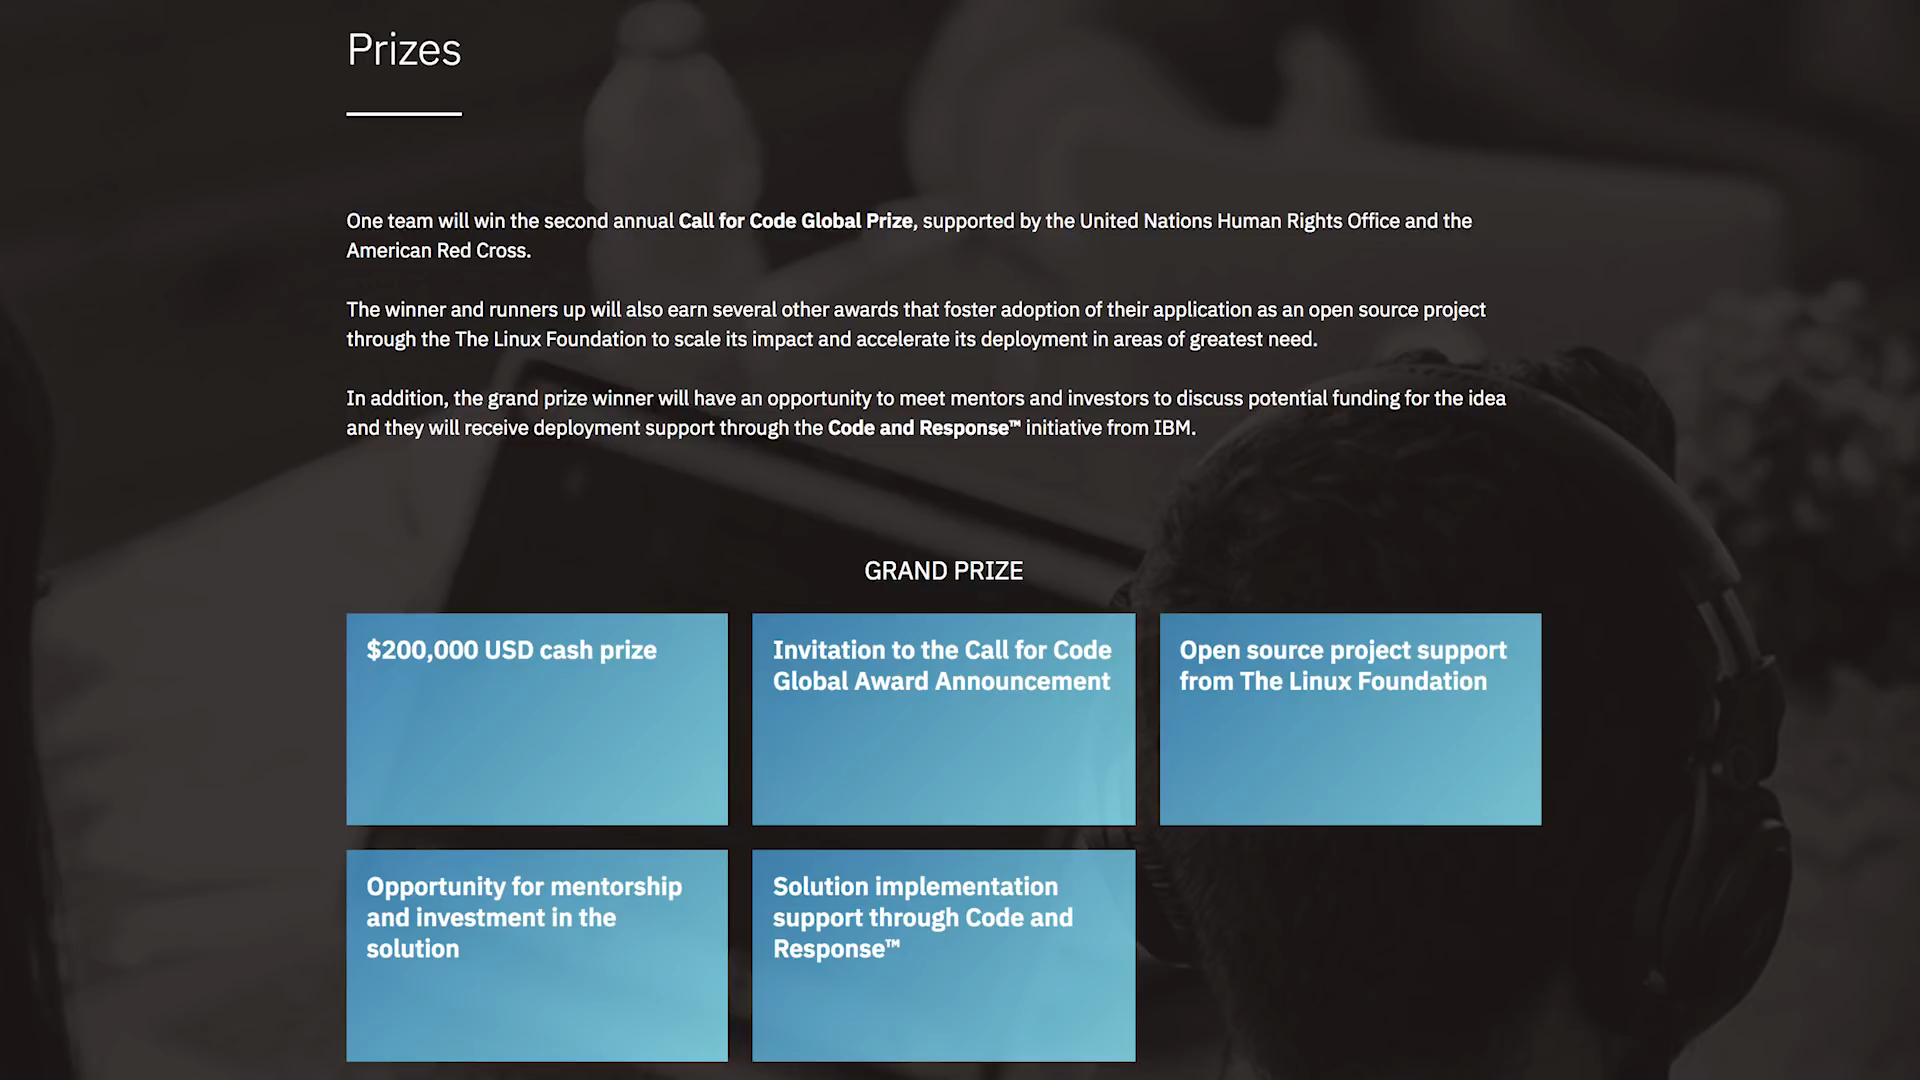 Prizes
One team will win the second annual Call for Code Global Prize, supported by the United Nations Human Rights Office and the
American Red Cross.
The winner and runners up will also earn several other awards that foster adoption of their application as an open source project
through the The Linux Foundation to scale its impact and accelerate its deployment in areas of greatest need.
In addition, the grand prize winner will have an opportunity to meet mentors and investors to discuss potential funding for the idea
and they will receive deployment support through the Code and Response™ initiative from IBM.
GRAND PRIZE
$200,000 USD cash prize
Invitation to the Call for Code
Global Award Announcement
Open source project support
from The Linux Foundation
Opportunity for mentorship
and investment in the
solution
Solution implementation
support through Code and
Response™